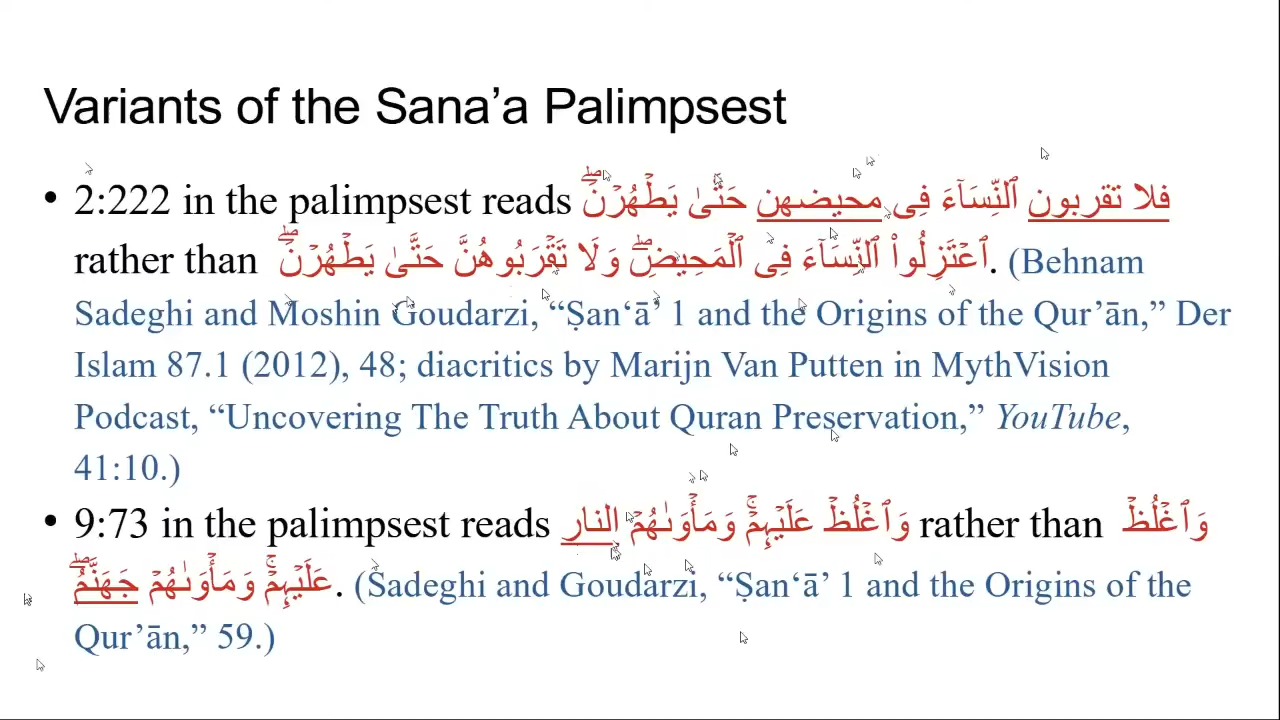 Variants of the Sana’a Palimpsest
• 2:222 in the palimpsest reads فلا تقربون ٱلنِّسَآءَ فِى محيضهن حَتَّىٰ يَطْهُرْنَۖ
rather than ٱعْتَزِلُوا۟ ٱلنِّسَآءَ فِى ٱلْمَحِيضِۖ وَلَا تَقْرَبُوهُنَّ حَتَّىٰ يَطْهُرْنَۖ. (Behnam
Sadeghi and Moshin Goudarzi, “Ṣan‘ā’ 1 and the Origins of the Qur’ān,” Der
Islam 87.1 (2012), 48; diacritics by Marijn Van Putten in MythVision
Podcast, “Uncovering The Truth About Quran Preservation,” YouTube,
41:10.)
• 9:73 in the palimpsest reads وَٱغْلُظْ عَلَيْهِمْۚ وَمَأْوَىٰهُمْ النارِ rather than وَٱغْلُظْ
عَلَيْهِمْۚ وَمَأْوَىٰهُمْ جَهَنَّمُۖ. (Sadeghi and Goudarzi, “Ṣan‘ā’ 1 and the Origins of the
Qur’ān,” 59.)